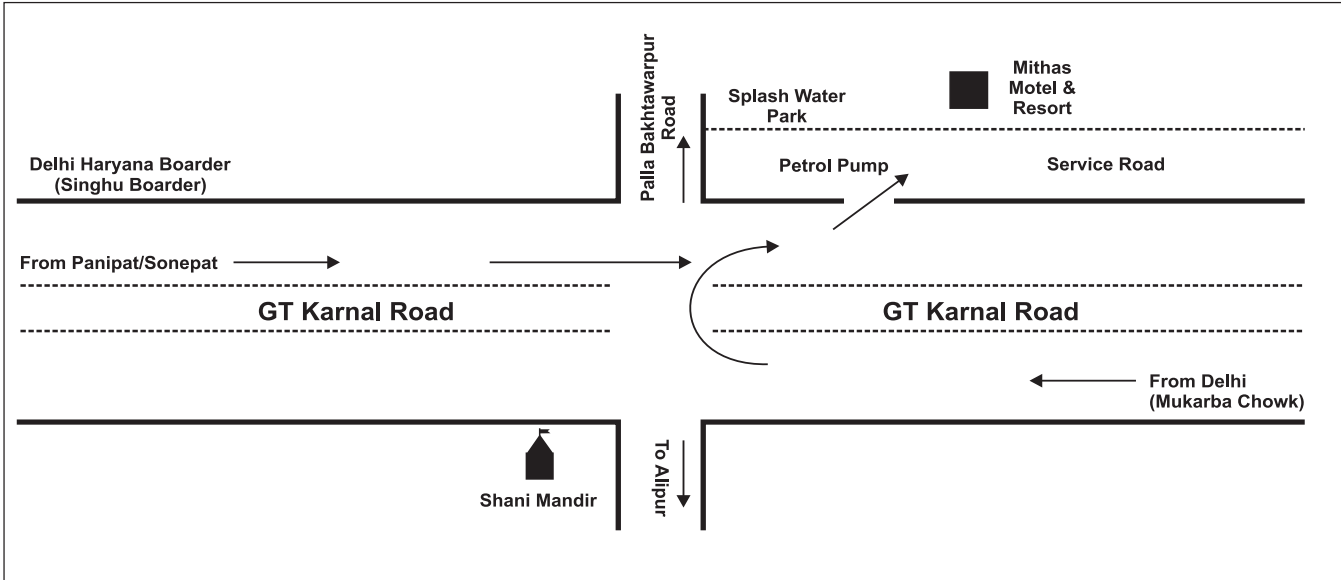 Mithas
Motel &
Resort
Splash Water
Park
Palla Bakhtawarpur
Road
Delhi Haryana Boarder
(Singhu Boarder)
Petrol Pump
Service Road
From Panipat/Sonepat
GT Karnal Road
GT Karnal Road
From Delhi
(Mukarba Chowk)
To Alipur
Shani Mandir